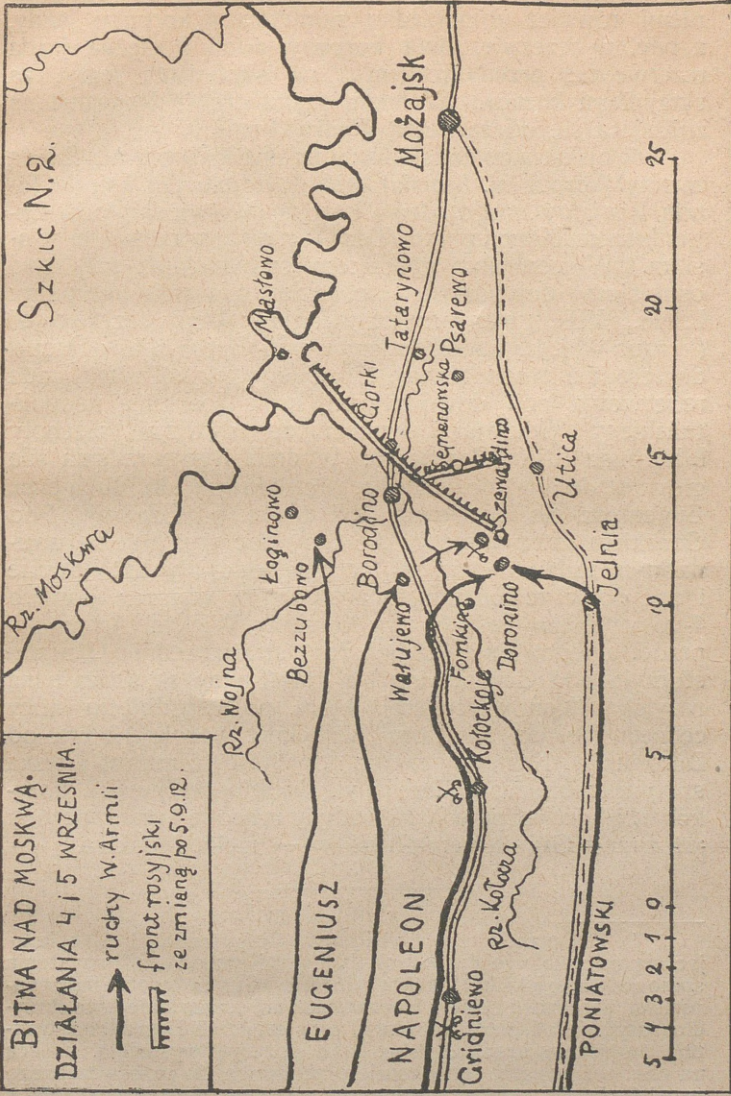 BITWA NAD MOSKWĄ.
DZIAŁANIA 4 i 5 WRZEŚNIA.
ruchy W. Armii
front rosyjski
ze zmianą po 5.9.12.
SZKIC N.2.
Rz. Moskwa
Rz. Wojna
Masłowo
Łoginowo
Bezzubowo
Borodino
Gorki
Tatarynowo
Możajsk
Walujewo
Semenowska
Psarewo
Fomkino
Szewardino
Doronino
Utica
Jelnia
Kołockoje
Rz. Kołocza
Gridniewo
EUGENIUSZ
NAPOLEON
PONIATOWSKI
5 4 3 2 1 0 5 10 15 20 25